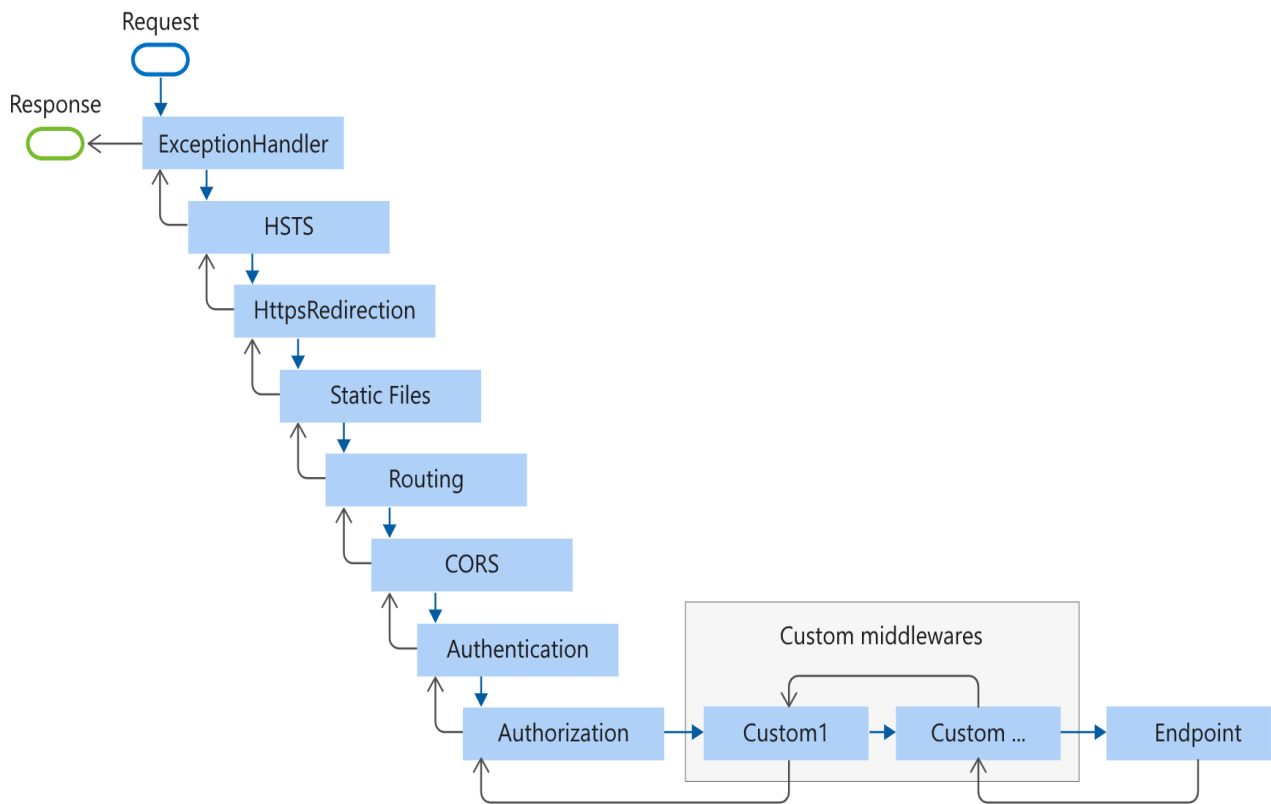 Request
Response
ExceptionHandler
HSTS
HttpsRedirection
Static Files
Routing
CORS
Authentication
Custom middlewares
Authorization
Custom1
Custom ...
Endpoint